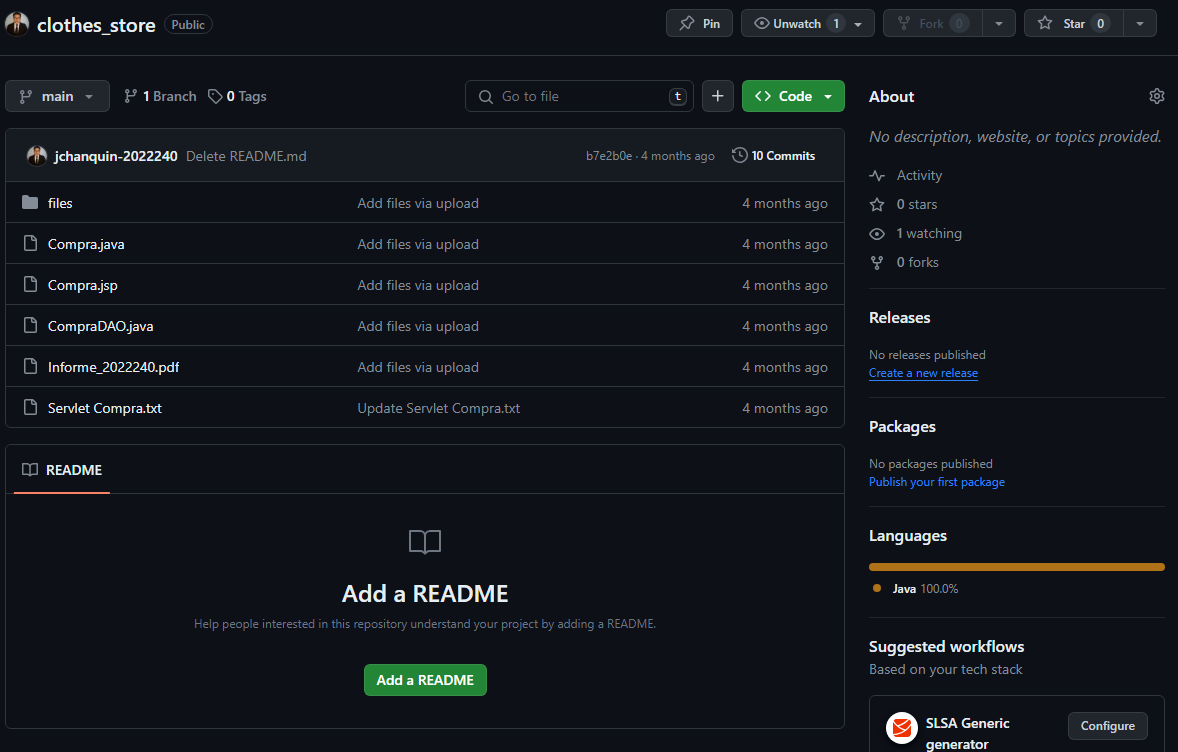 clothes_store Public Pin Unwatch 1 Fork 0 Star 0
main 1 Branch 0 Tags Go to file t Code
jchanquin-2022240 Delete README.md b7e2b0e · 4 months ago 10 Commits
files Add files via upload 4 months ago
Compra.java Add files via upload 4 months ago
Compra.jsp Add files via upload 4 months ago
CompraDAO.java Add files via upload 4 months ago
Informe_2022240.pdf Add files via upload 4 months ago
Servlet Compra.txt Update Servlet Compra.txt 4 months ago
README
Add a README
Help people interested in this repository understand your project by adding a README.
Add a README
About
No description, website, or topics provided.
Activity
0 stars
1 watching
0 forks
Releases
No releases published
Create a new release
Packages
No packages published
Publish your first package
Languages
Java 100.0%
Suggested workflows
Based on your tech stack
SLSA Generic
generator
Configure